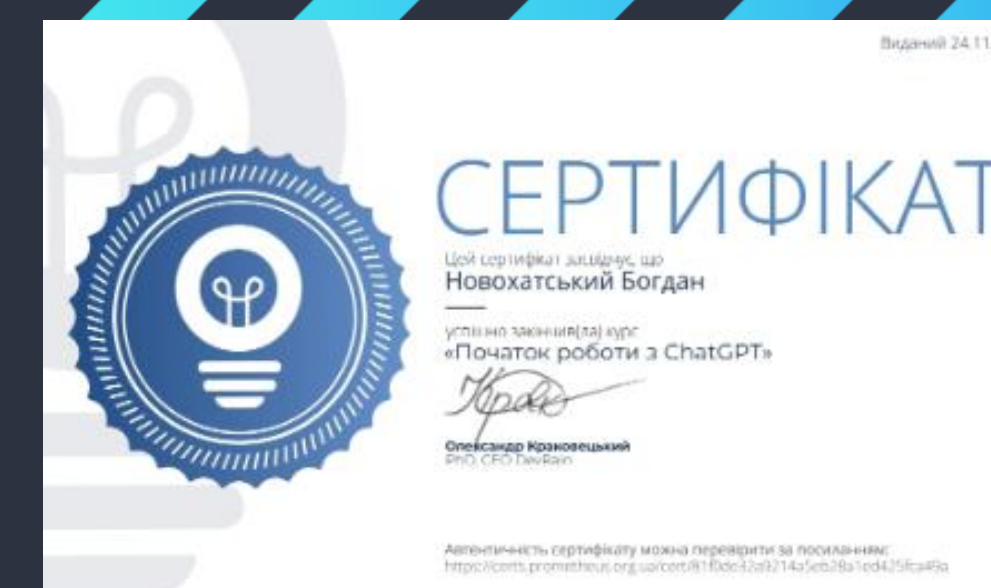 Виданий 24.11
СЕРТИФІКАТ
Цей сертифікат засвідчує, що
Новохатський Богдан
успішно закінчив(ла) курс
«Початок роботи з ChatGPT»
Олександр Краковецький
PhD, CEO DevRain
Автентичність сертифікату можна перевірити за посиланням: